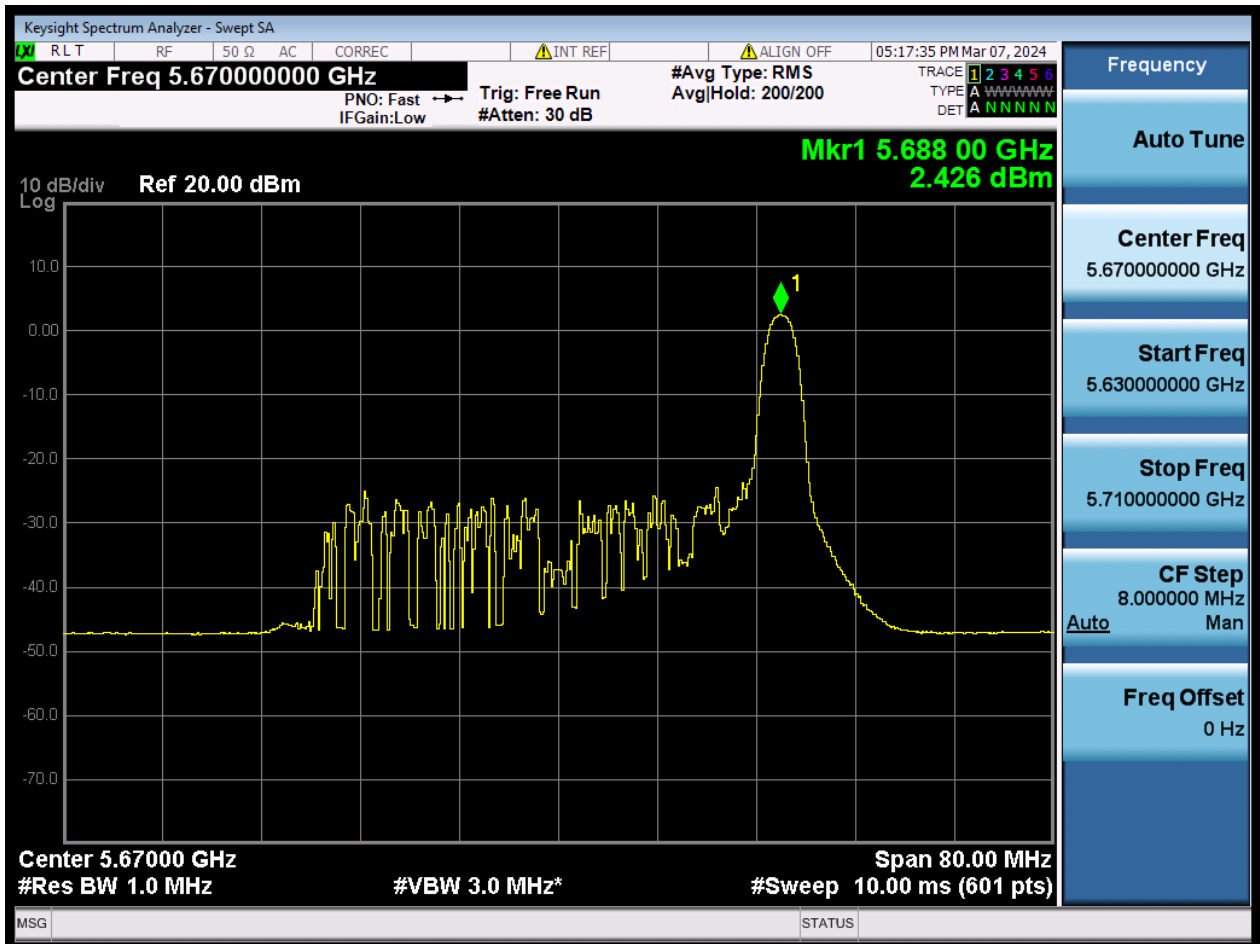 Keysight Spectrum Analyzer - Swept SA
LXI RLT RF 50 Ω AC CORREC INT REF ALIGN OFF 05:17:35 PM Mar 07, 2024
Center Freq 5.670000000 GHz
PNO: Fast
IFGain:Low
Trig: Free Run
#Atten: 30 dB
#Avg Type: RMS
Avg|Hold: 200/200
TRACE 1 2 3 4 5 6
TYPE A WWWWW
DET A N N N N N
Mkr1 5.688 00 GHz
2.426 dBm
10 dB/div Ref 20.00 dBm
Log
1
10.0
0.00
-10.0
-20.0
-30.0
-40.0
-50.0
-60.0
-70.0
Center 5.67000 GHz Span 80.00 MHz
#Res BW 1.0 MHz #VBW 3.0 MHz* #Sweep 10.00 ms (601 pts)
MSG STATUS
Frequency
Auto Tune
Center Freq
5.670000000 GHz
Start Freq
5.630000000 GHz
Stop Freq
5.710000000 GHz
CF Step
8.000000 MHz
Auto Man
Freq Offset
0 Hz